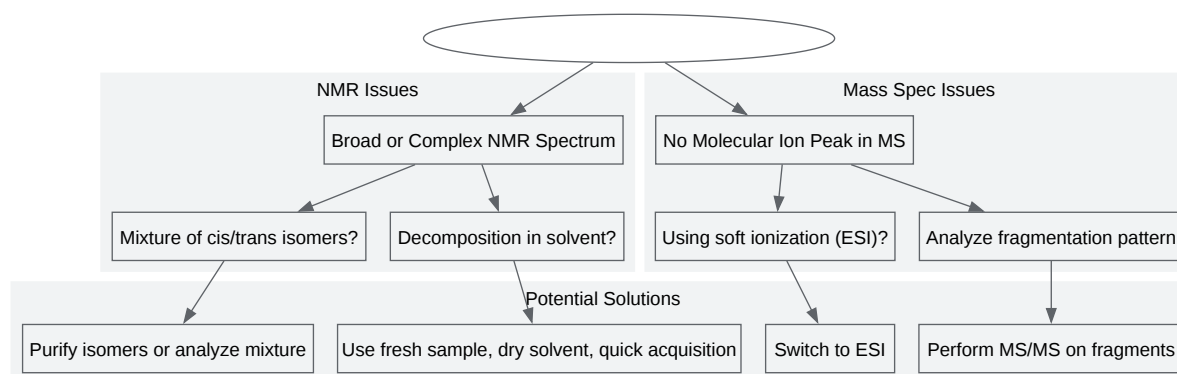 NMR Issues
Mass Spec Issues
Broad or Complex NMR Spectrum
No Molecular Ion Peak in MS
Mixture of cis/trans isomers?
Decomposition in solvent?
Using soft ionization (ESI)?
Analyze fragmentation pattern
Potential Solutions
Purify isomers or analyze mixture
Use fresh sample, dry solvent, quick acquisition
Switch to ESI
Perform MS/MS on fragments